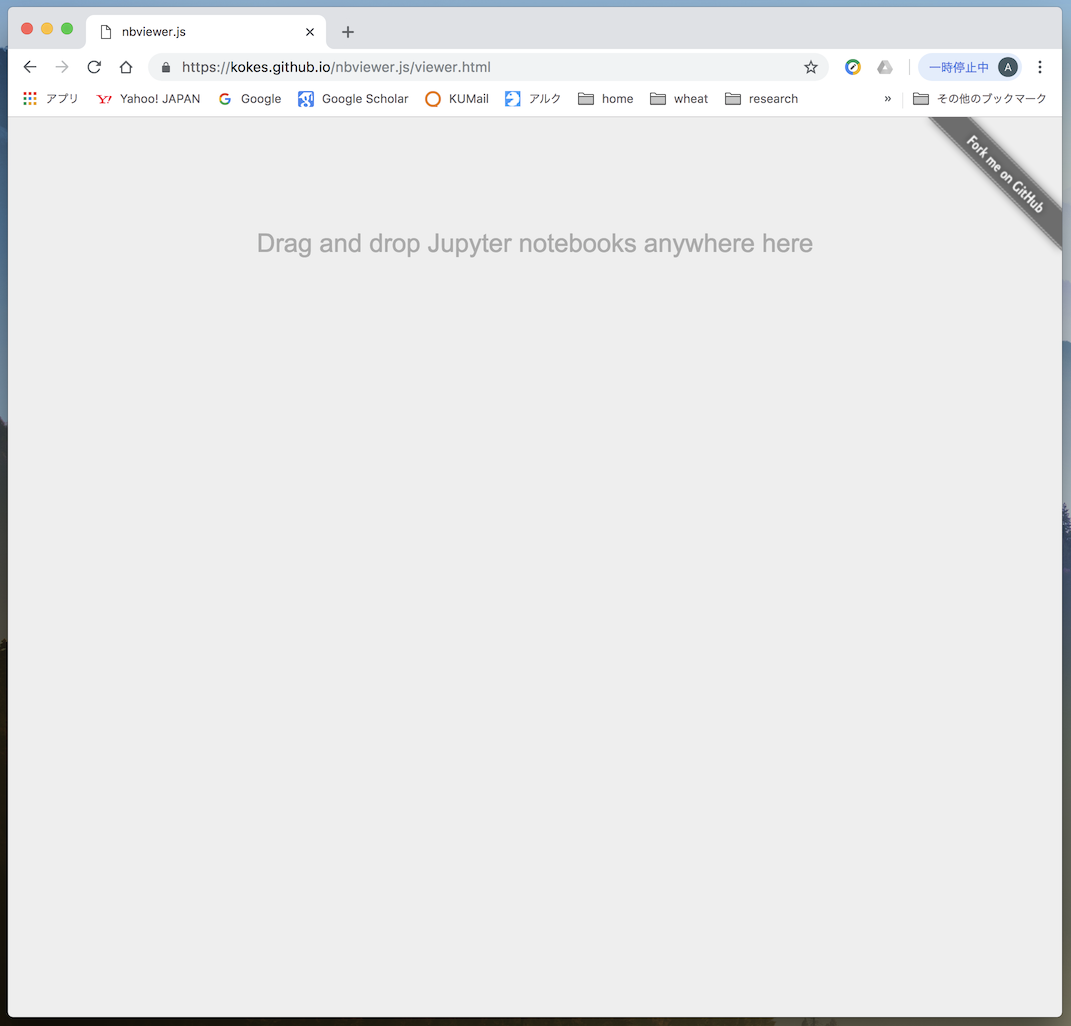 nbviewer.js
https://kokes.github.io/nbviewer.js/viewer.html
一時停止中 A
アプリ Yahoo! JAPAN Google Google Scholar KUMail アルク home wheat research » その他のブックマーク
Fork me on GitHub
Drag and drop Jupyter notebooks anywhere here